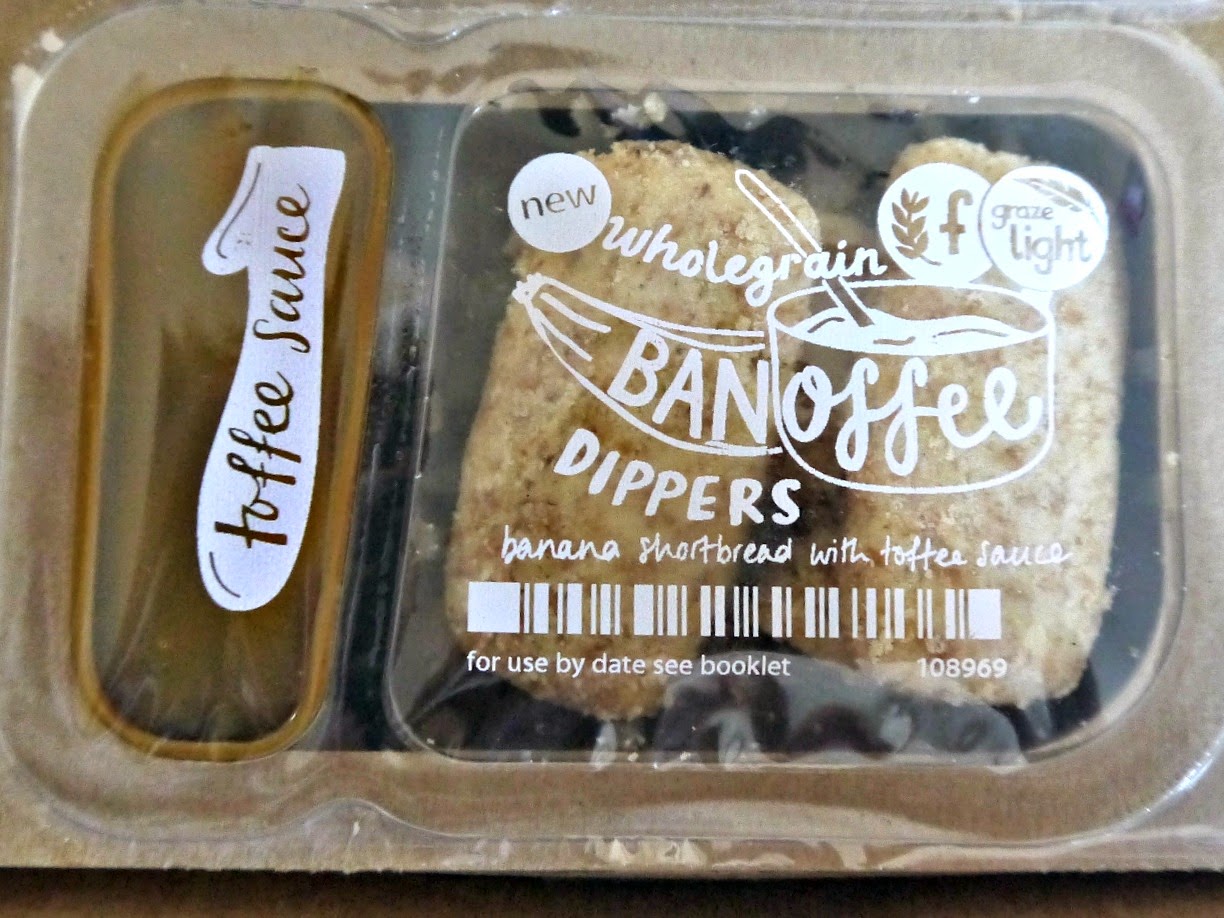 toffee sauce
new
wholegrain
f
graze
light
BANoffee
DIPPERS
banana shortbread with toffee sauce
for use by date see booklet
108969